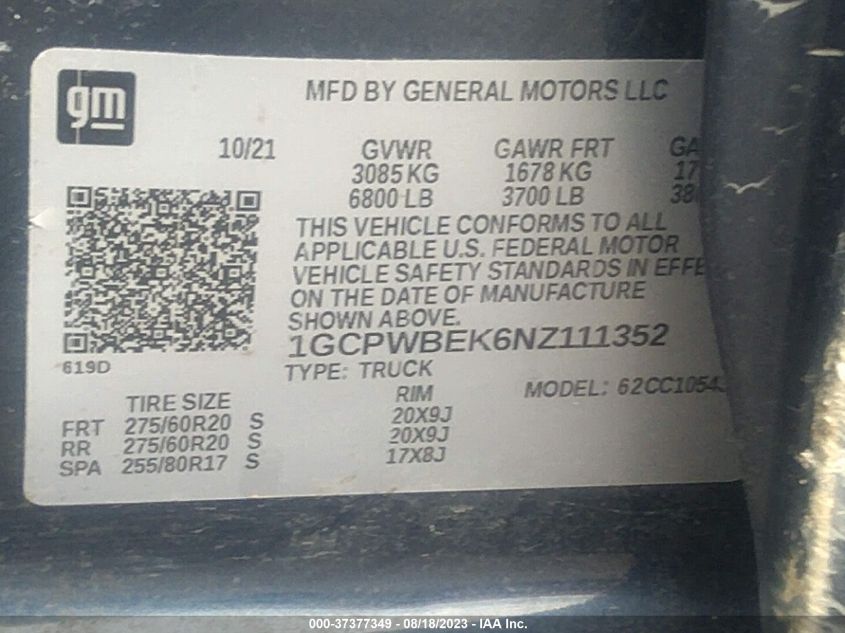 gm
MFD BY GENERAL MOTORS LLC
10/21 GVWR GAWR FRT
3085 KG 1678 KG
6800 LB 3700 LB
THIS VEHICLE CONFORMS TO ALL
APPLICABLE U.S. FEDERAL MOTOR
VEHICLE SAFETY STANDARDS IN EFFE
ON THE DATE OF MANUFACTURE
SHOWN ABOVE.
1GCPWBEK6NZ111352
619D TYPE: TRUCK
TIRE SIZE RIM MODEL: 62CC1054
FRT 275/60R20 S 20X9J
RR 275/60R20 S 20X9J
SPA 255/80R17 S 17X8J
000-37377349 - 08/18/2023 - IAA Inc.